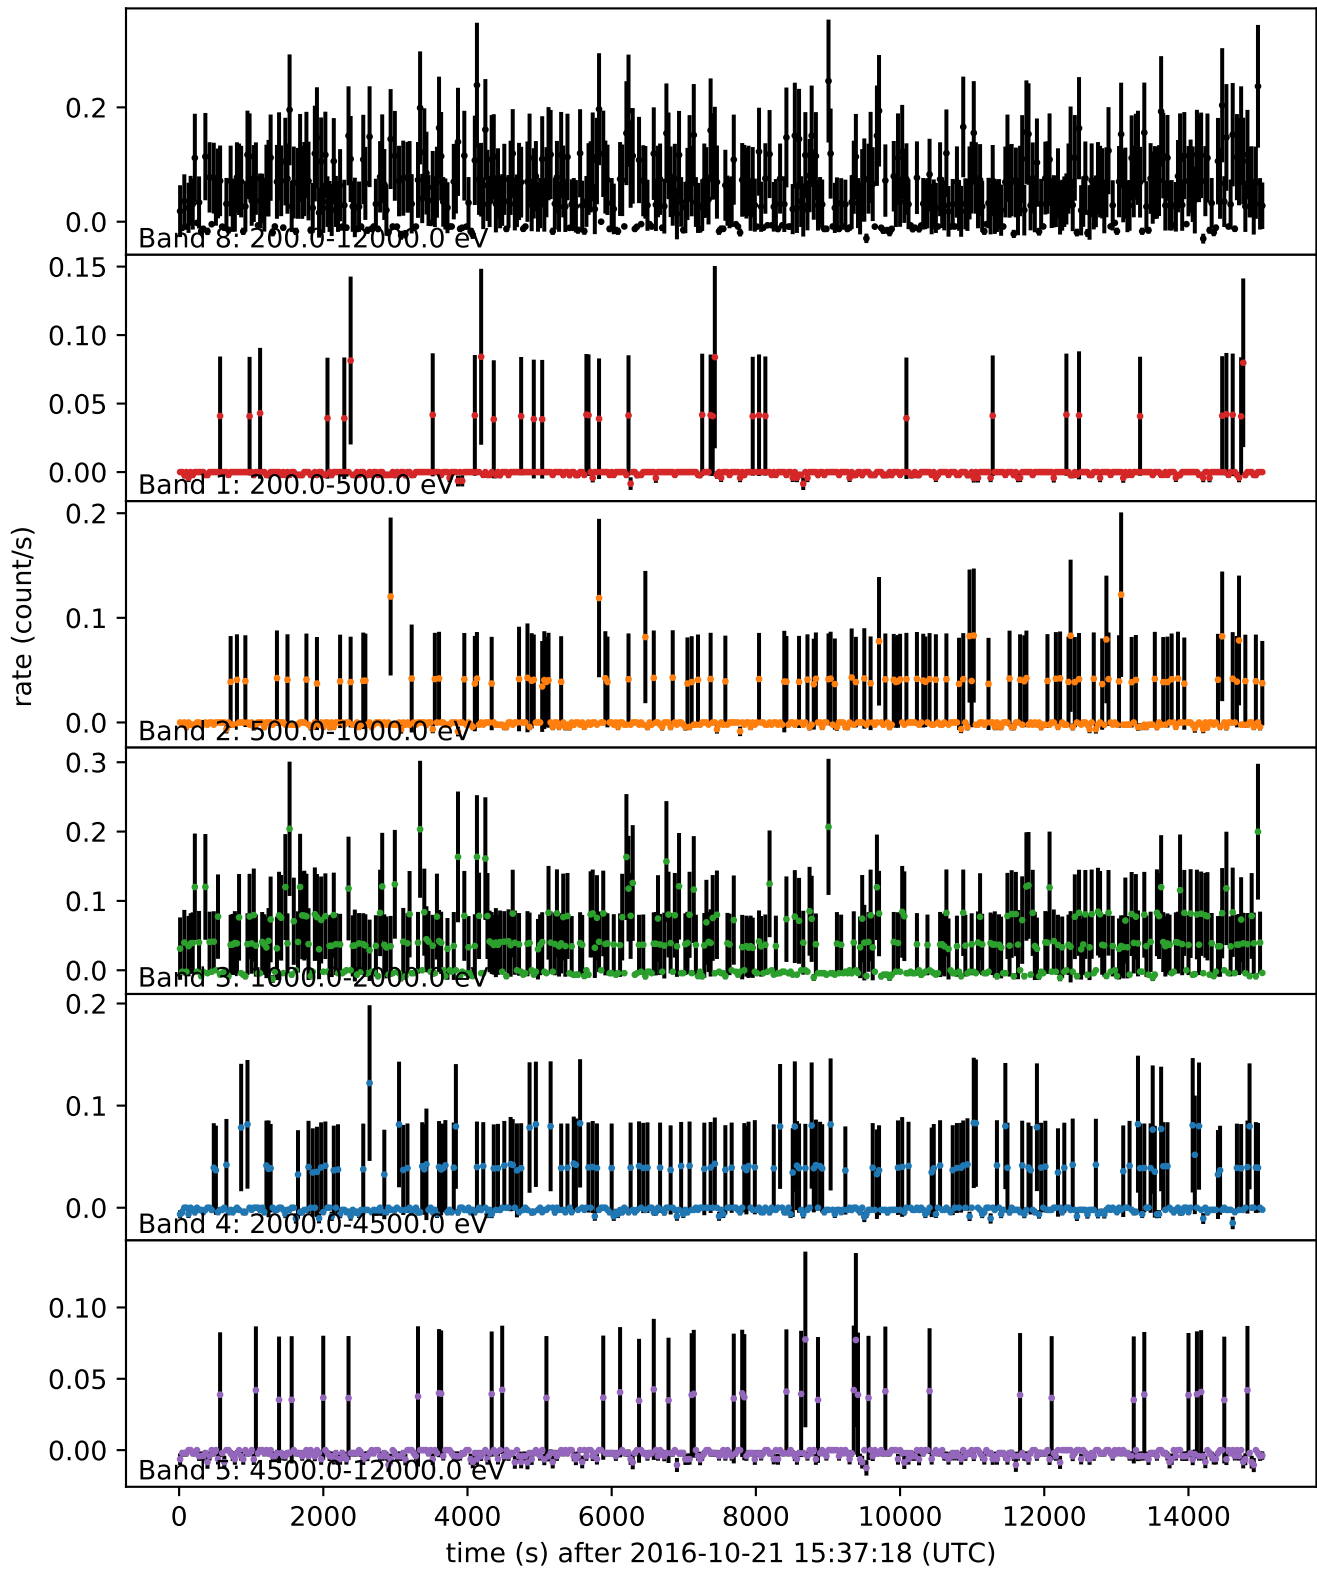 0.2
0.0
Band 8: 200.0-12000.0 eV
0.15
0.10
0.05
0.00
Band 1: 200.0-500.0 eV
0.2
0.1
0.0
Band 2: 500.0-1000.0 eV
rate (count/s)
0.3
0.2
0.1
0.0
Band 3: 1000.0-2000.0 eV
0.2
0.1
0.0
Band 4: 2000.0-4500.0 eV
0.10
0.05
0.00
Band 5: 4500.0-12000.0 eV
0 2000 4000 6000 8000 10000 12000 14000
time (s) after 2016-10-21 15:37:18 (UTC)